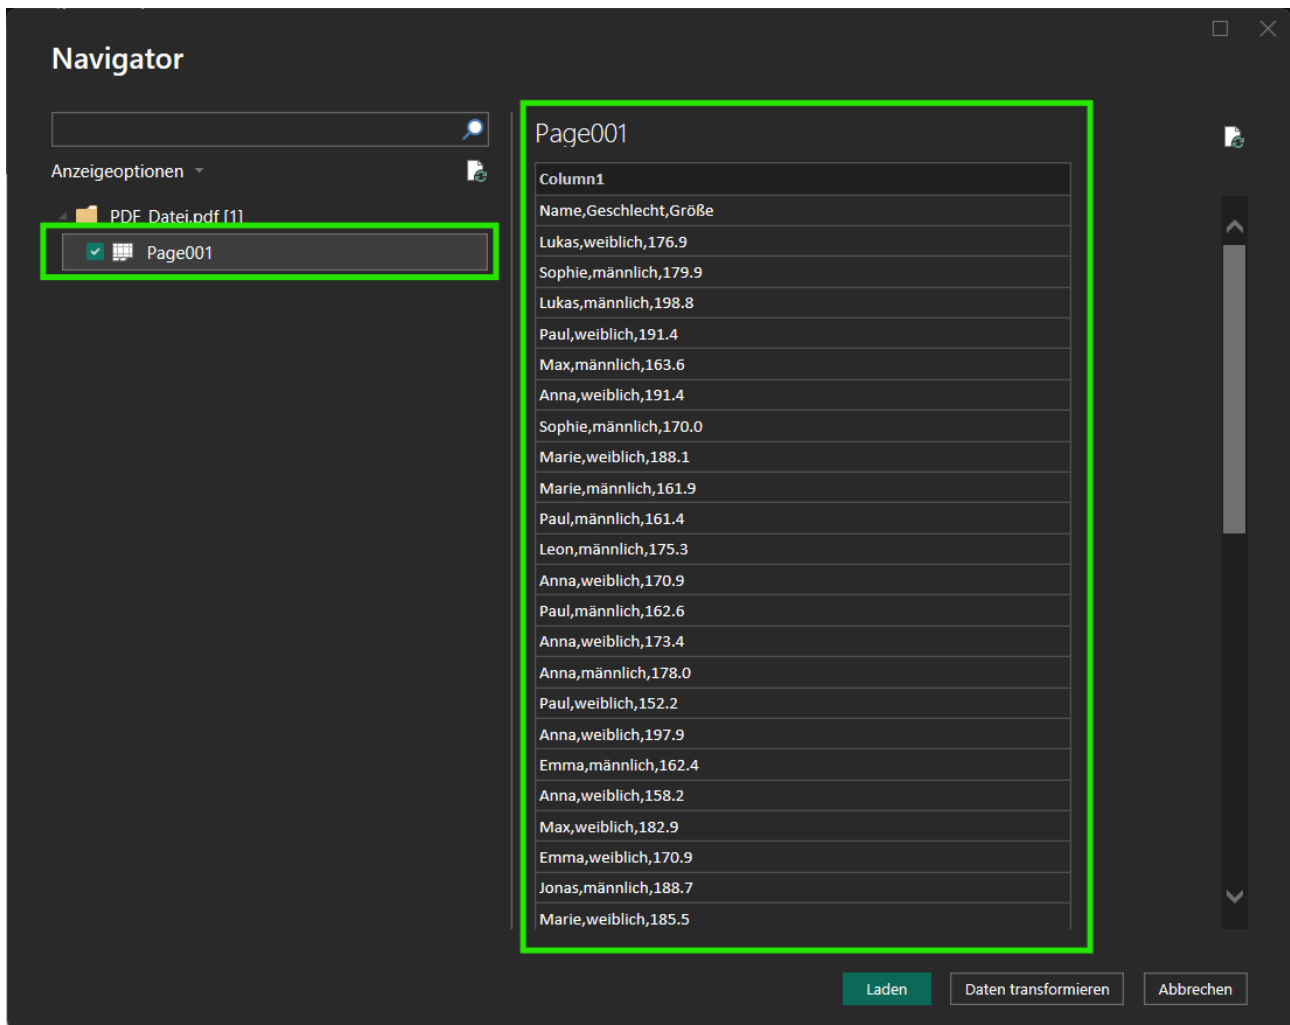 Navigator
Anzeigeoptionen
PDF_Datei.pdf [1]
Page001
Page001
Column1
Name,Geschlecht,Größe
Lukas,weiblich,176.9
Sophie,männlich,179.9
Lukas,männlich,198.8
Paul,weiblich,191.4
Max,männlich,163.6
Anna,weiblich,191.4
Sophie,männlich,170.0
Marie,weiblich,188.1
Marie,männlich,161.9
Paul,männlich,161.4
Leon,männlich,175.3
Anna,weiblich,170.9
Paul,männlich,162.6
Anna,weiblich,173.4
Anna,männlich,178.0
Paul,weiblich,152.2
Anna,weiblich,197.9
Emma,männlich,162.4
Anna,weiblich,158.2
Max,weiblich,182.9
Emma,weiblich,170.9
Jonas,männlich,188.7
Marie,weiblich,185.5
Laden
Daten transformieren
Abbrechen